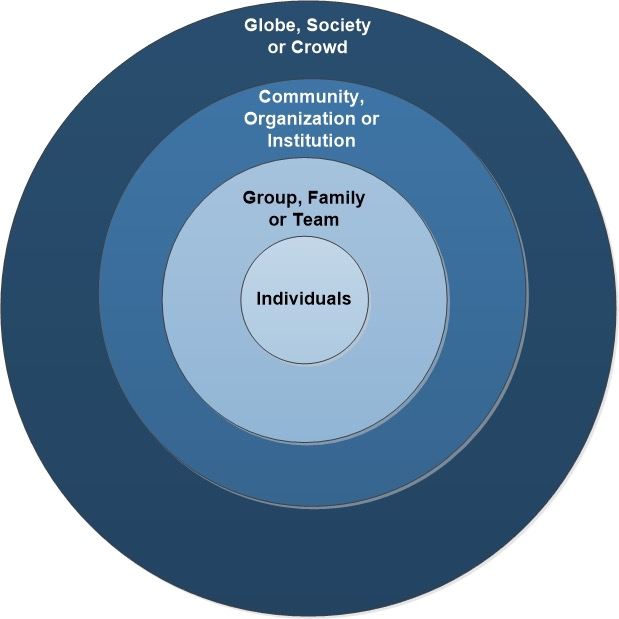 Globe, Society
or Crowd
Community,
Organization or
Institution
Group, Family
or Team
Individuals